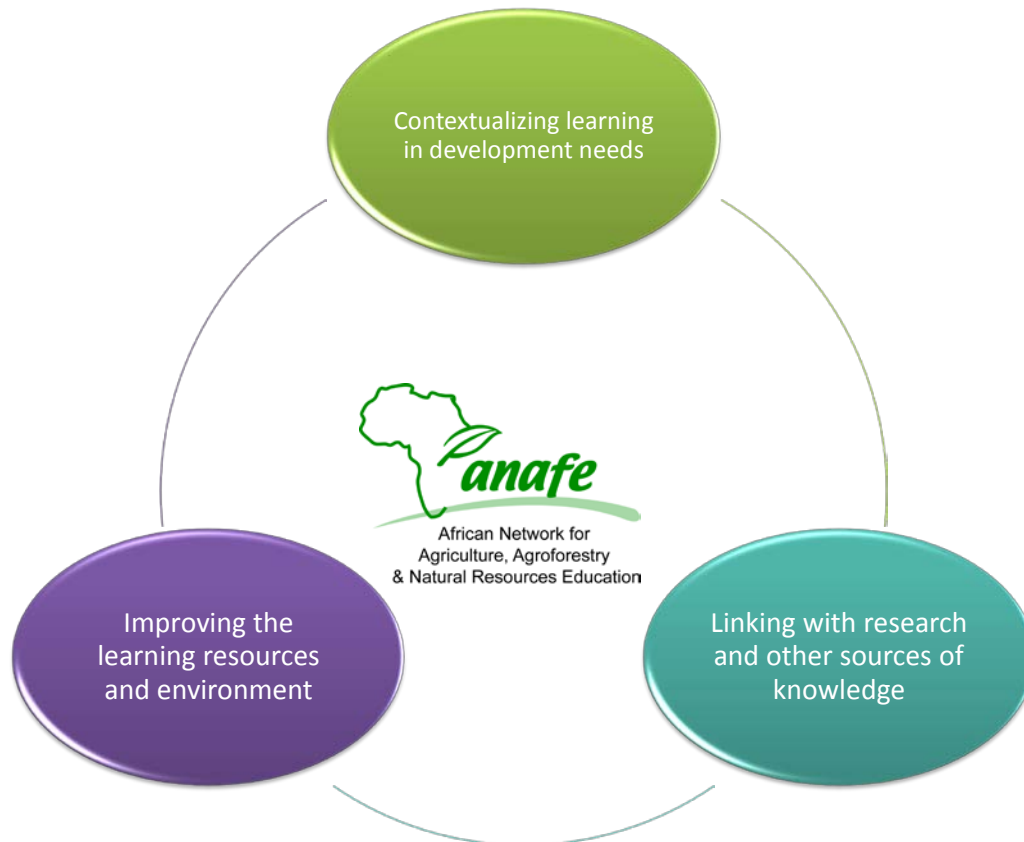 Contextualizing learning
in development needs
anafe
African Network for
Agriculture, Agroforestry
& Natural Resources Education
Improving the
learning resources
and environment
Linking with research
and other sources of
knowledge